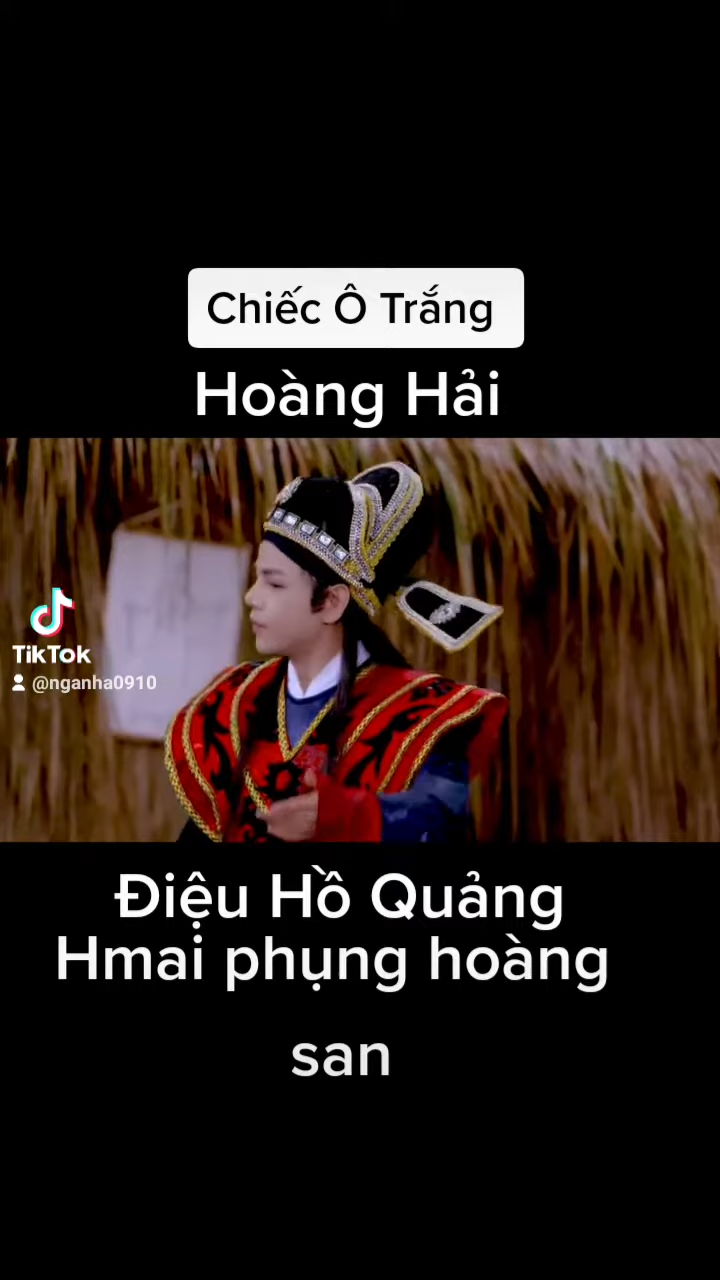 Chiếc Ô Trắng
Hoàng Hải
TikTok
@nganha0910
Điệu Hồ Quảng
Hmai phụng hoàng
san